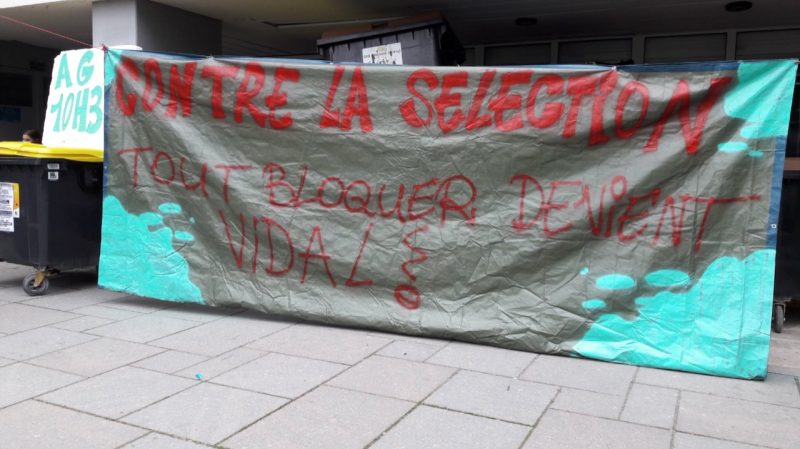 AG
10H3
CONTRE LA SELECTION
TOUT BLOQUER DEVIENT
VIDAL !